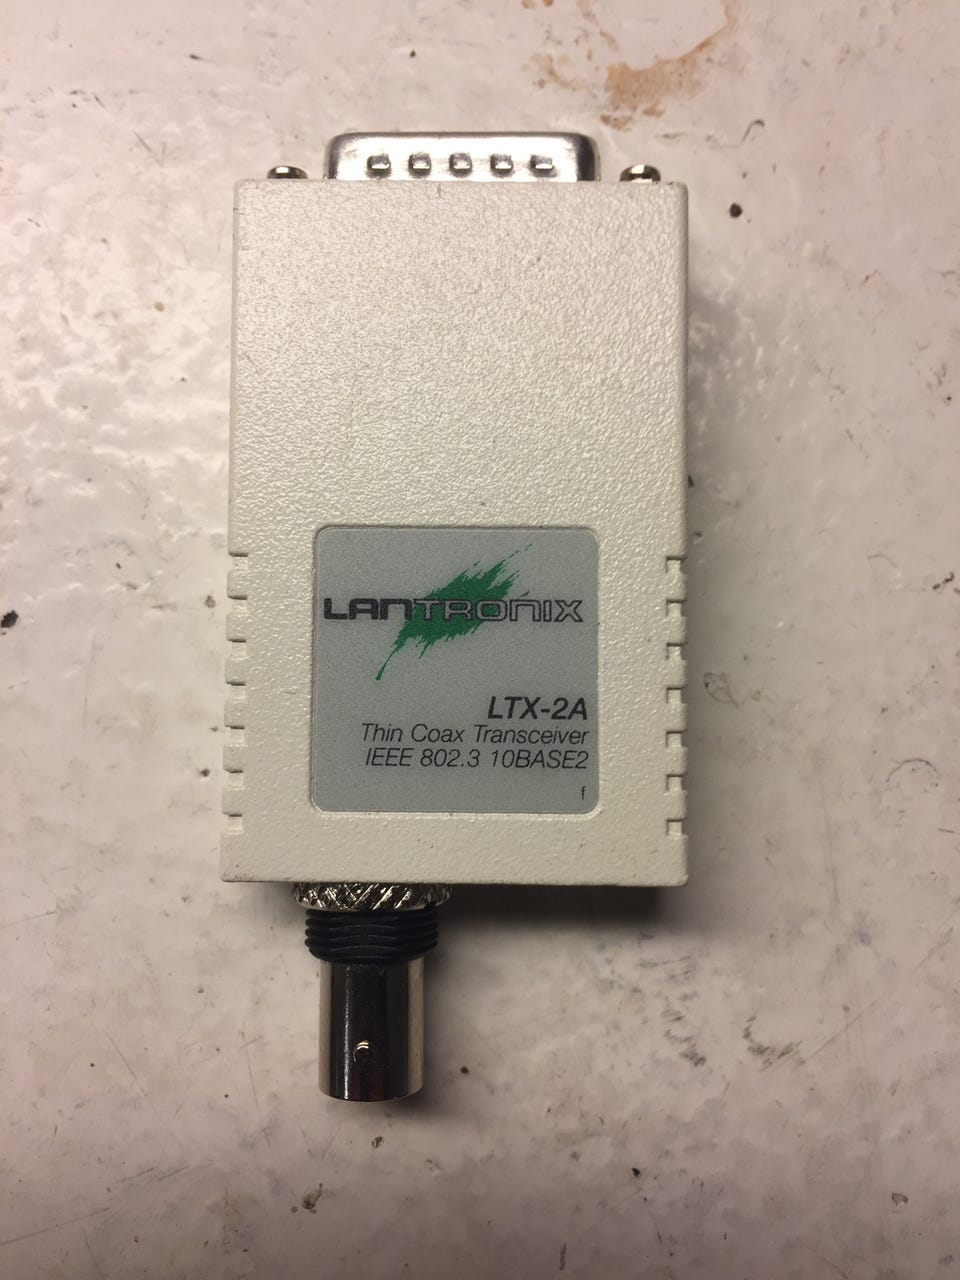 LANTRONIX
LTX-2A
Thin Coax Transceiver
IEEE 802.3 10BASE2
f